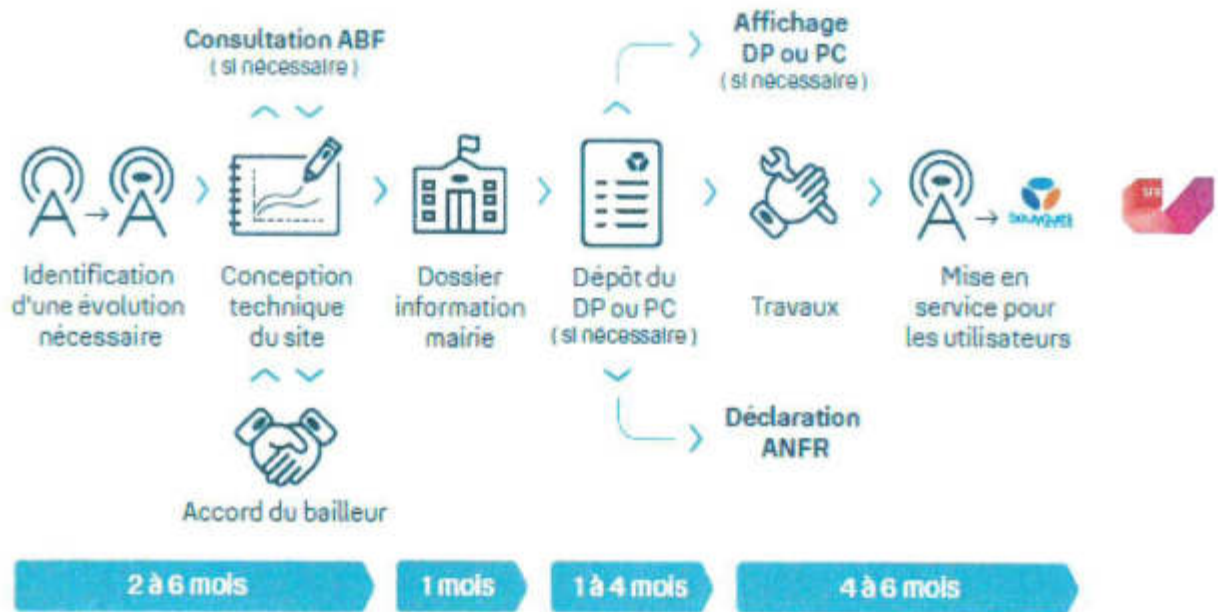 Consultation ABF
( si nécessaire )
Affichage
DP ou PC
( si nécessaire )
Identification
d'une évolution
nécessaire
Conception
technique
du site
Dossier
information
mairie
Dépôt du
DP ou PC
( si nécessaire )
Travaux
bouygues
SFR
Mise en
service pour
les utilisateurs
Accord du bailleur
Déclaration
ANFR
2 à 6 mois
1 mois
1 à 4 mois
4 à 6 mois